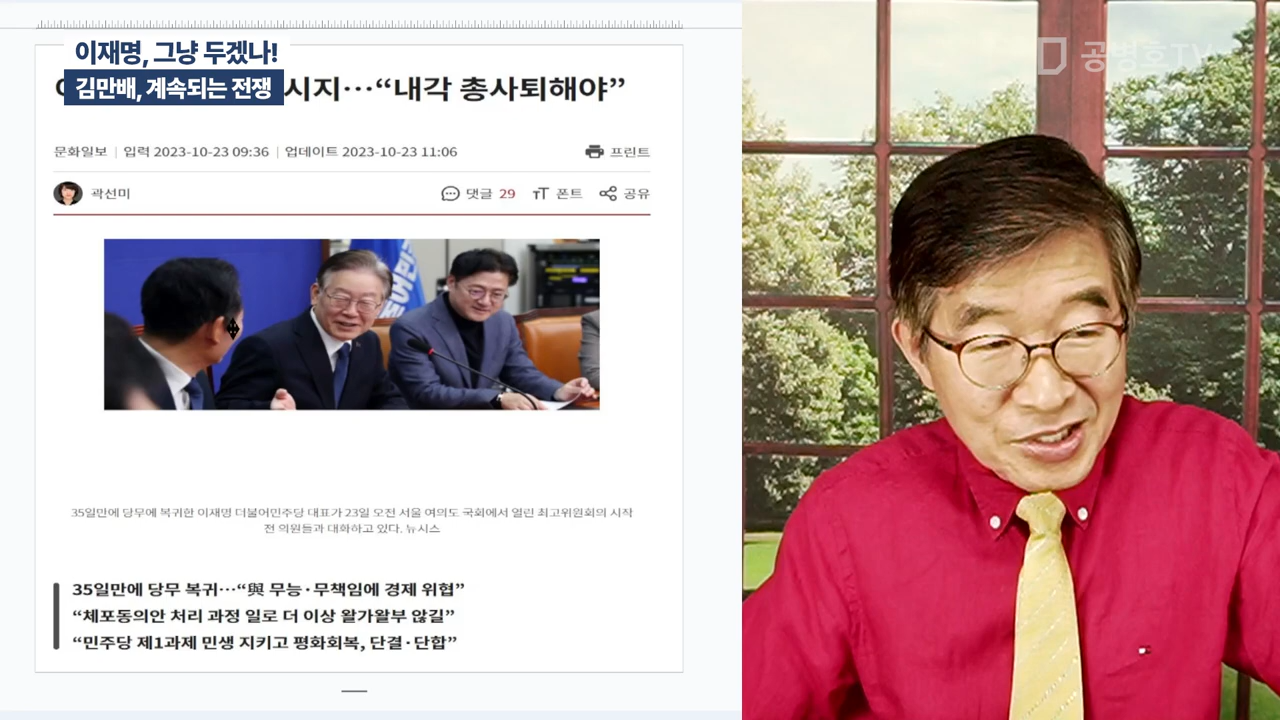 이재명, 그냥 두겠나!
김만배, 계속되는 전쟁
시지…“내각 총사퇴해야”
공병호TV
문화일보 | 입력 2023-10-23 09:36 | 업데이트 2023-10-23 11:06
프린트
곽선미
댓글 29
폰트
공유
35일만에 당무에 복귀한 이재명 더불어민주당 대표가 23일 오전 서울 여의도 국회에서 열린 최고위원회의 시작
전 의원들과 대화하고 있다. 뉴시스
35일만에 당무 복귀…“與 무능·무책임에 경제 위협”
“체포동의안 처리 과정 일로 더 이상 왈가왈부 않길”
“민주당 제1과제 민생 지키고 평화회복, 단결·단합”